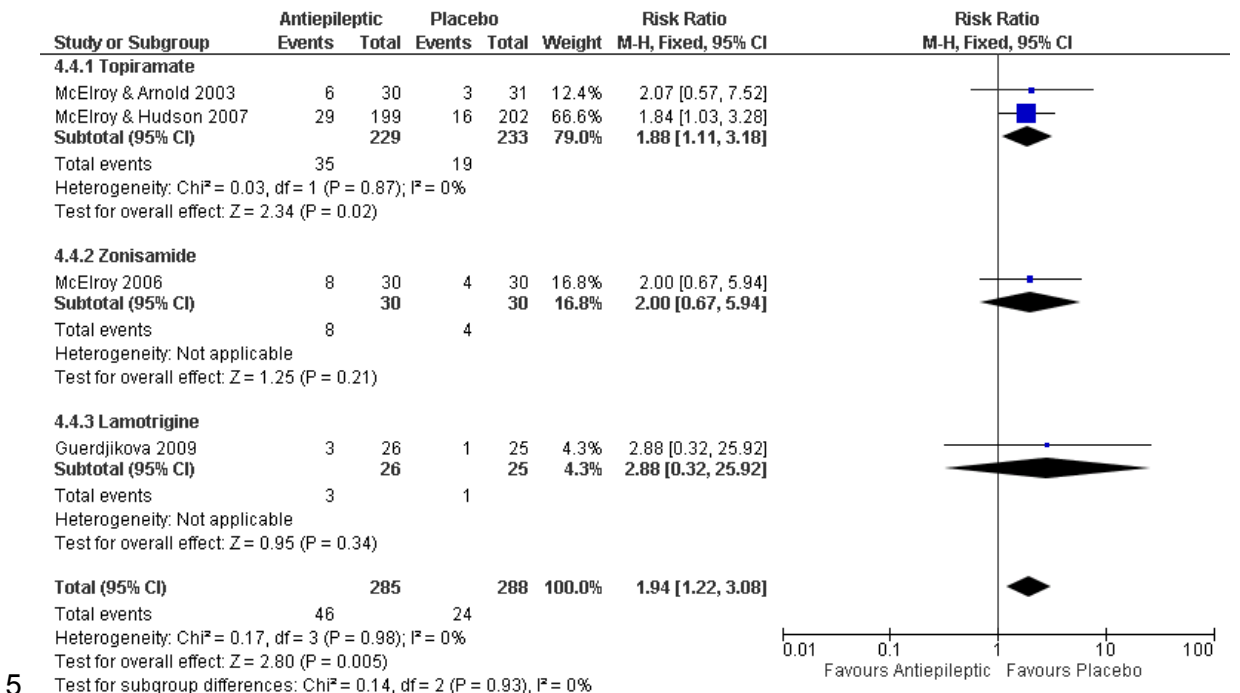 Antiepileptic Placebo Risk Ratio Risk Ratio
Study or Subgroup Events Total Events Total Weight M-H, Fixed, 95% CI M-H, Fixed, 95% CI
4.4.1 Topiramate
McElroy & Arnold 2003 6 30 3 31 12.4% 2.07 [0.57, 7.52]
McElroy & Hudson 2007 29 199 16 202 66.6% 1.84 [1.03, 3.28]
Subtotal (95% CI) 229 233 79.0% 1.88 [1.11, 3.18]
Total events 35 19
Heterogeneity: Chi² = 0.03, df = 1 (P = 0.87); I² = 0%
Test for overall effect: Z = 2.34 (P = 0.02)
4.4.2 Zonisamide
McElroy 2006 8 30 4 30 16.8% 2.00 [0.67, 5.94]
Subtotal (95% CI) 30 30 16.8% 2.00 [0.67, 5.94]
Total events 8 4
Heterogeneity: Not applicable
Test for overall effect: Z = 1.25 (P = 0.21)
4.4.3 Lamotrigine
Guerdjikova 2009 3 26 1 25 4.3% 2.88 [0.32, 25.92]
Subtotal (95% CI) 26 25 4.3% 2.88 [0.32, 25.92]
Total events 3 1
Heterogeneity: Not applicable
Test for overall effect: Z = 0.95 (P = 0.34)
Total (95% CI) 285 288 100.0% 1.94 [1.22, 3.08]
Total events 46 24
Heterogeneity: Chi² = 0.17, df = 3 (P = 0.98); I² = 0%
Test for overall effect: Z = 2.80 (P = 0.005)
5 Test for subgroup differences: Chi² = 0.14, df = 2 (P = 0.93), I² = 0%
0.01 0.1 1 10 100
Favours Antiepileptic Favours Placebo